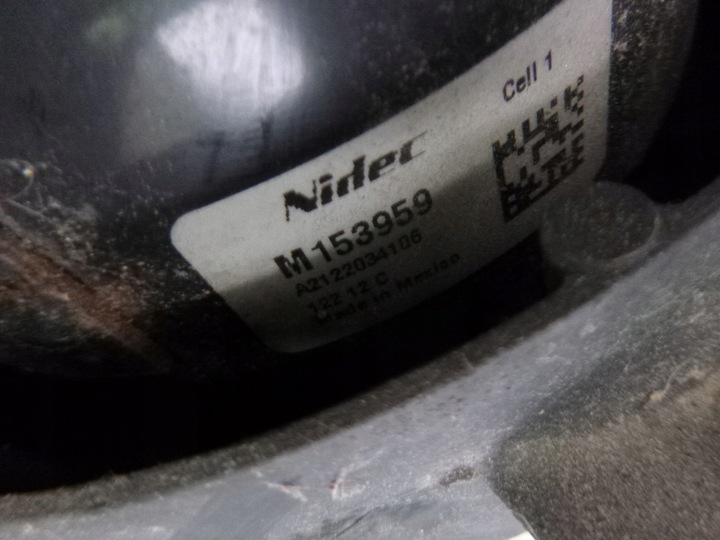 Cell 1
Nidec
M153959
A2122034106
122 12 C
Made in Mexico